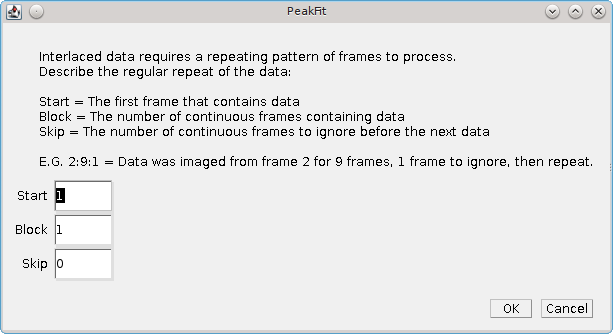 PeakFit
Interlaced data requires a repeating pattern of frames to process.
Describe the regular repeat of the data:
Start = The first frame that contains data
Block = The number of continuous frames containing data
Skip = The number of continuous frames to ignore before the next data
E.G. 2:9:1 = Data was imaged from frame 2 for 9 frames, 1 frame to ignore, then repeat.
Start 1
Block 1
Skip 0
OK Cancel